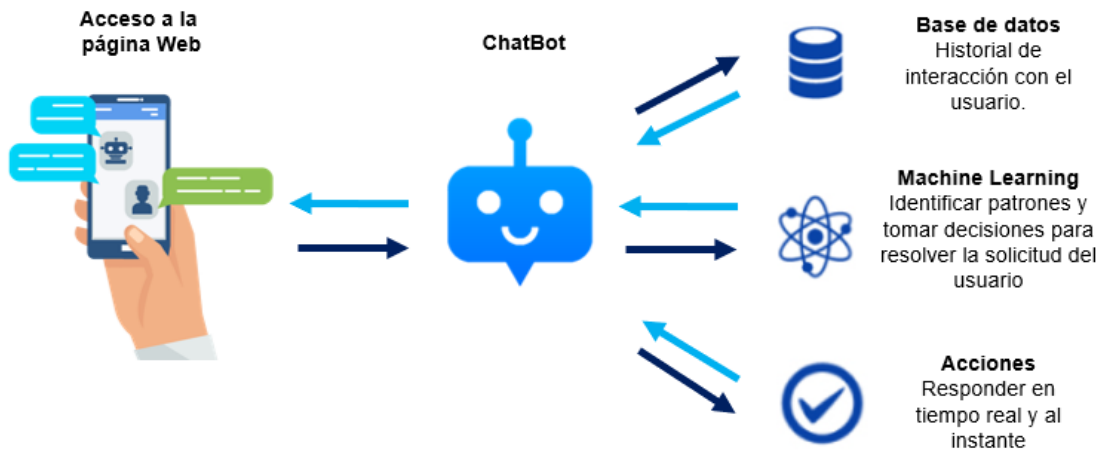 Acceso a la
página Web
ChatBot
Base de datos
Historial de
interacción con el
usuario.
Machine Learning
Identificar patrones y
tomar decisiones para
resolver la solicitud del
usuario
Acciones
Responder en
tiempo real y al
instante